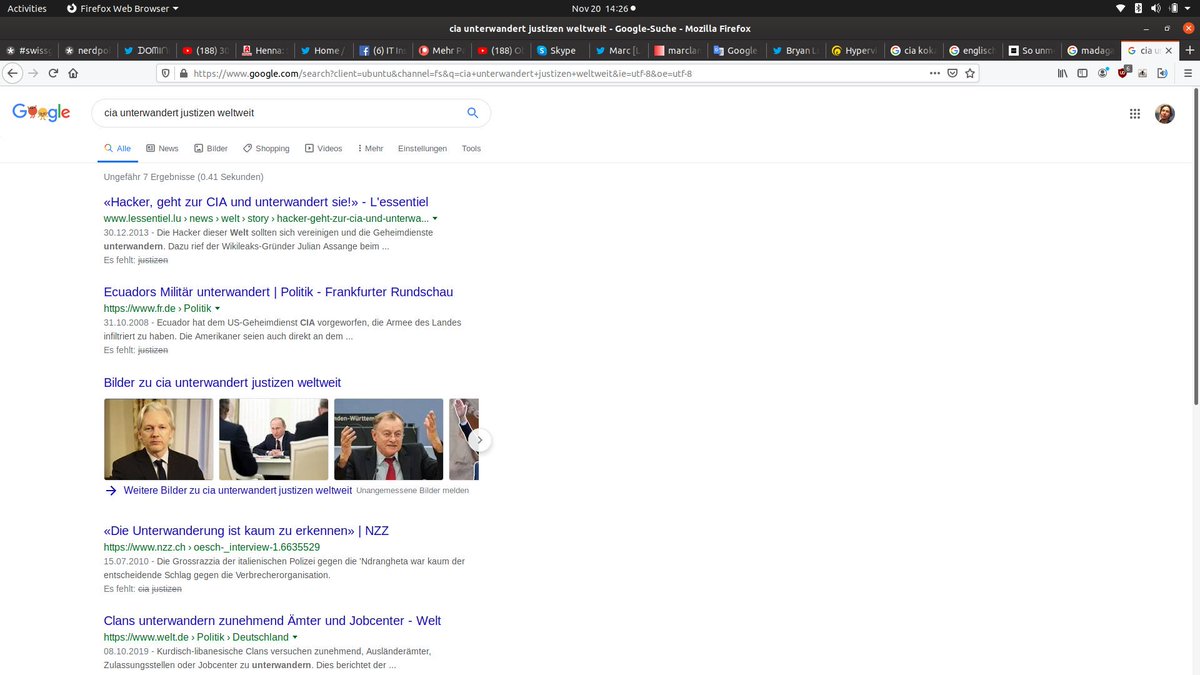 Activities
Firefox Web Browser
Nov 20 14:26
cia unterwandert justizen weltweit - Google-Suche - Mozilla Firefox
#swiss
nerdpol
(188) 30
Henna:
Home /
(6) IT Ins
Mehr P
(188) Ol
Skype
Marc [L
marclan
Google
Bryan L
Hypervi
cia koka
englisch
So unm
madaga
cia u
https://www.google.com/search?client=ubuntu&channel=fs&q=cia+unterwandert+justizen+weltweit&ie=utf-8&oe=utf-8
Google
cia unterwandert justizen weltweit
Alle
News
Bilder
Shopping
Videos
Mehr
Einstellungen
Tools
Ungefähr 7 Ergebnisse (0.41 Sekunden)
«Hacker, geht zur CIA und unterwandert sie!» - L'essentiel
www.lessentiel.lu › news › welt › story › hacker-geht-zur-cia-und-unterwa...
30.12.2013 - Die Hacker dieser Welt sollten sich vereinigen und die Geheimdienste
unterwandern. Dazu rief der Wikileaks-Gründer Julian Assange beim ...
Es fehlt: justizen
Ecuadors Militär unterwandert | Politik - Frankfurter Rundschau
https://www.fr.de › Politik
31.10.2008 - Ecuador hat dem US-Geheimdienst CIA vorgeworfen, die Armee des Landes
infiltriert zu haben. Die Amerikaner seien auch direkt an dem ...
Es fehlt: justizen
Bilder zu cia unterwandert justizen weltweit
aden-Württem
Weitere Bilder zu cia unterwandert justizen weltweit
Unangemessene Bilder melden
«Die Unterwanderung ist kaum zu erkennen» | NZZ
https://www.nzz.ch › oesch-_interview-1.6635529
15.07.2010 - Die Grossrazzia der italienischen Polizei gegen die 'Ndrangheta war kaum der
entscheidende Schlag gegen die Verbrecherorganisation.
Es fehlt: cia justizen
Clans unterwandern zunehmend Ämter und Jobcenter - Welt
https://www.welt.de › Politik › Deutschland
08.10.2019 - Kurdisch-libanesische Clans versuchen zunehmend, Ausländerämter,
Zulassungsstellen oder Jobcenter zu unterwandern. Dies berichtet der ...